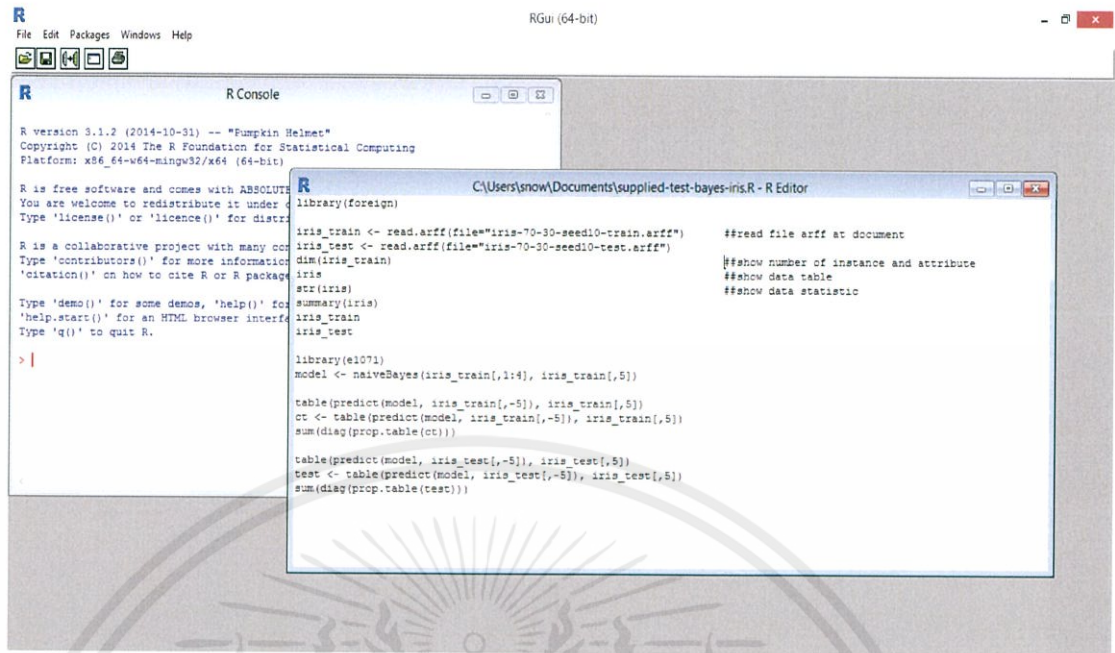 R
RGui (64-bit)
File Edit Packages Windows Help
R
R Console
R version 3.1.2 (2014-10-31) -- "Pumpkin Helmet"
Copyright (C) 2014 The R Foundation for Statistical Computing
Platform: x86_64-w64-mingw32/x64 (64-bit)
R is free software and comes with ABSOLUTE
You are welcome to redistribute it under
Type 'license()' or 'licence()' for distri
R is a collaborative project with many
Type 'contributors()' for more information
'citation()' on how to cite R or R package
Type 'demo()' for some demos, 'help()' for
'help.start()' for an HTML browser interfa
Type 'q()' to quit R.
>
R
C:\Users\snow\Documents\supplied-test-bayes-iris.R - R Editor
library(foreign)
iris_train <- read.arff(file="iris-70-30-seed10-train.arff") ##read file arff at document
iris_test <- read.arff(file="iris-70-30-seed10-test.arff")
dim(iris_train) ##show number of instance and attribute
iris ##show data table
str(iris) ##show data statistic
summary(iris)
iris_train
iris_test
library(e1071)
model <- naiveBayes(iris_train[,1:4], iris_train[,5])
table(predict(model, iris_train[,-5]), iris_train[,5])
ct <- table(predict(model, iris_train[,-5]), iris_train[,5])
sum(diag(prop.table(ct)))
table(predict(model, iris_test[,-5]), iris_test[,5])
test <- table(predict(model, iris_test[,-5]), iris_test[,5])
sum(diag(prop.table(test)))